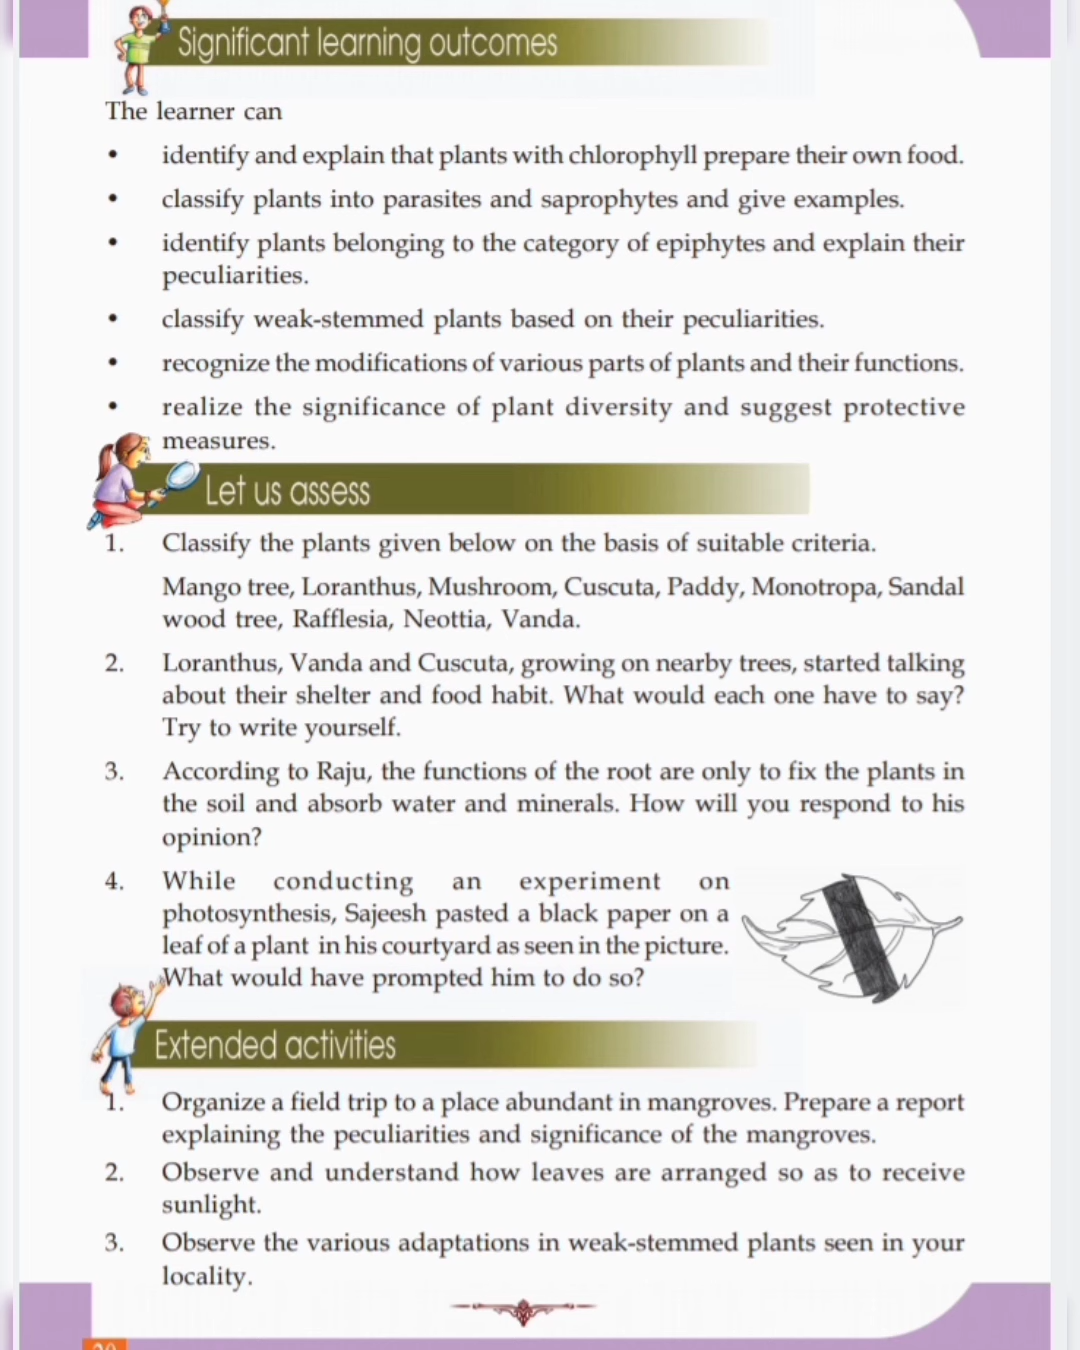 Significant learning outcomes
The learner can
• identify and explain that plants with chlorophyll prepare their own food.
• classify plants into parasites and saprophytes and give examples.
• identify plants belonging to the category of epiphytes and explain their
peculiarities.
• classify weak-stemmed plants based on their peculiarities.
• recognize the modifications of various parts of plants and their functions.
• realize the significance of plant diversity and suggest protective
measures.
Let us assess
1. Classify the plants given below on the basis of suitable criteria.
Mango tree, Loranthus, Mushroom, Cuscuta, Paddy, Monotropa, Sandal
wood tree, Rafflesia, Neottia, Vanda.
2. Loranthus, Vanda and Cuscuta, growing on nearby trees, started talking
about their shelter and food habit. What would each one have to say?
Try to write yourself.
3. According to Raju, the functions of the root are only to fix the plants in
the soil and absorb water and minerals. How will you respond to his
opinion?
4. While conducting an experiment on
photosynthesis, Sajeesh pasted a black paper on a
leaf of a plant in his courtyard as seen in the picture.
What would have prompted him to do so?
Extended activities
1. Organize a field trip to a place abundant in mangroves. Prepare a report
explaining the peculiarities and significance of the mangroves.
2. Observe and understand how leaves are arranged so as to receive
sunlight.
3. Observe the various adaptations in weak-stemmed plants seen in your
locality.